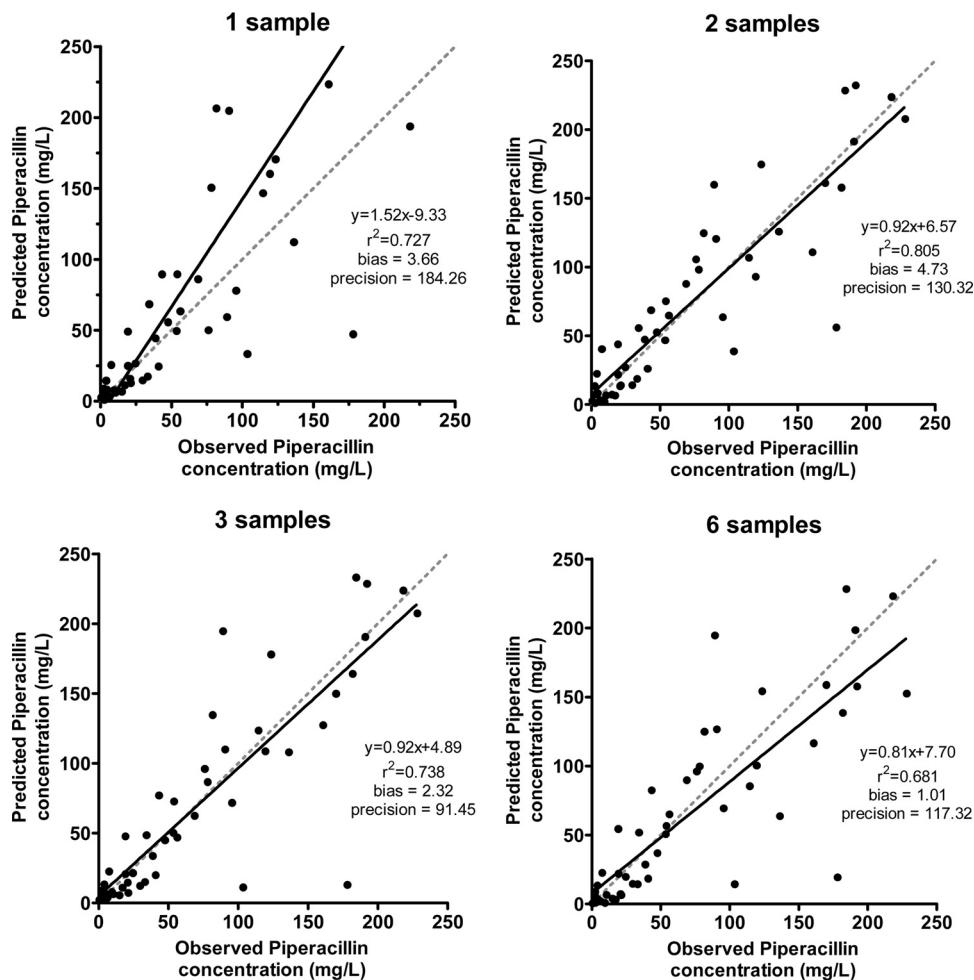 1 sample
250
200
150
100
50
0
0
50
100
150
200
250
Predicted Piperacillin
concentration (mg/L)
y=1.52x-9.33
r²=0.727
bias = 3.66
precision = 184.26
Observed Piperacillin
concentration (mg/L)
2 samples
250
200
150
100
50
0
0
50
100
150
200
250
Predicted Piperacillin
concentration (mg/L)
y=0.92x+6.57
r²=0.805
bias = 4.73
precision = 130.32
Observed Piperacillin
concentration (mg/L)
3 samples
250
200
150
100
50
0
0
50
100
150
200
250
Predicted Piperacillin
concentration (mg/L)
y=0.92x+4.89
r²=0.738
bias = 2.32
precision = 91.45
Observed Piperacillin
concentration (mg/L)
6 samples
250
200
150
100
50
0
0
50
100
150
200
250
Predicted Piperacillin
concentration (mg/L)
y=0.81x+7.70
r²=0.681
bias = 1.01
precision = 117.32
Observed Piperacillin
concentration (mg/L)